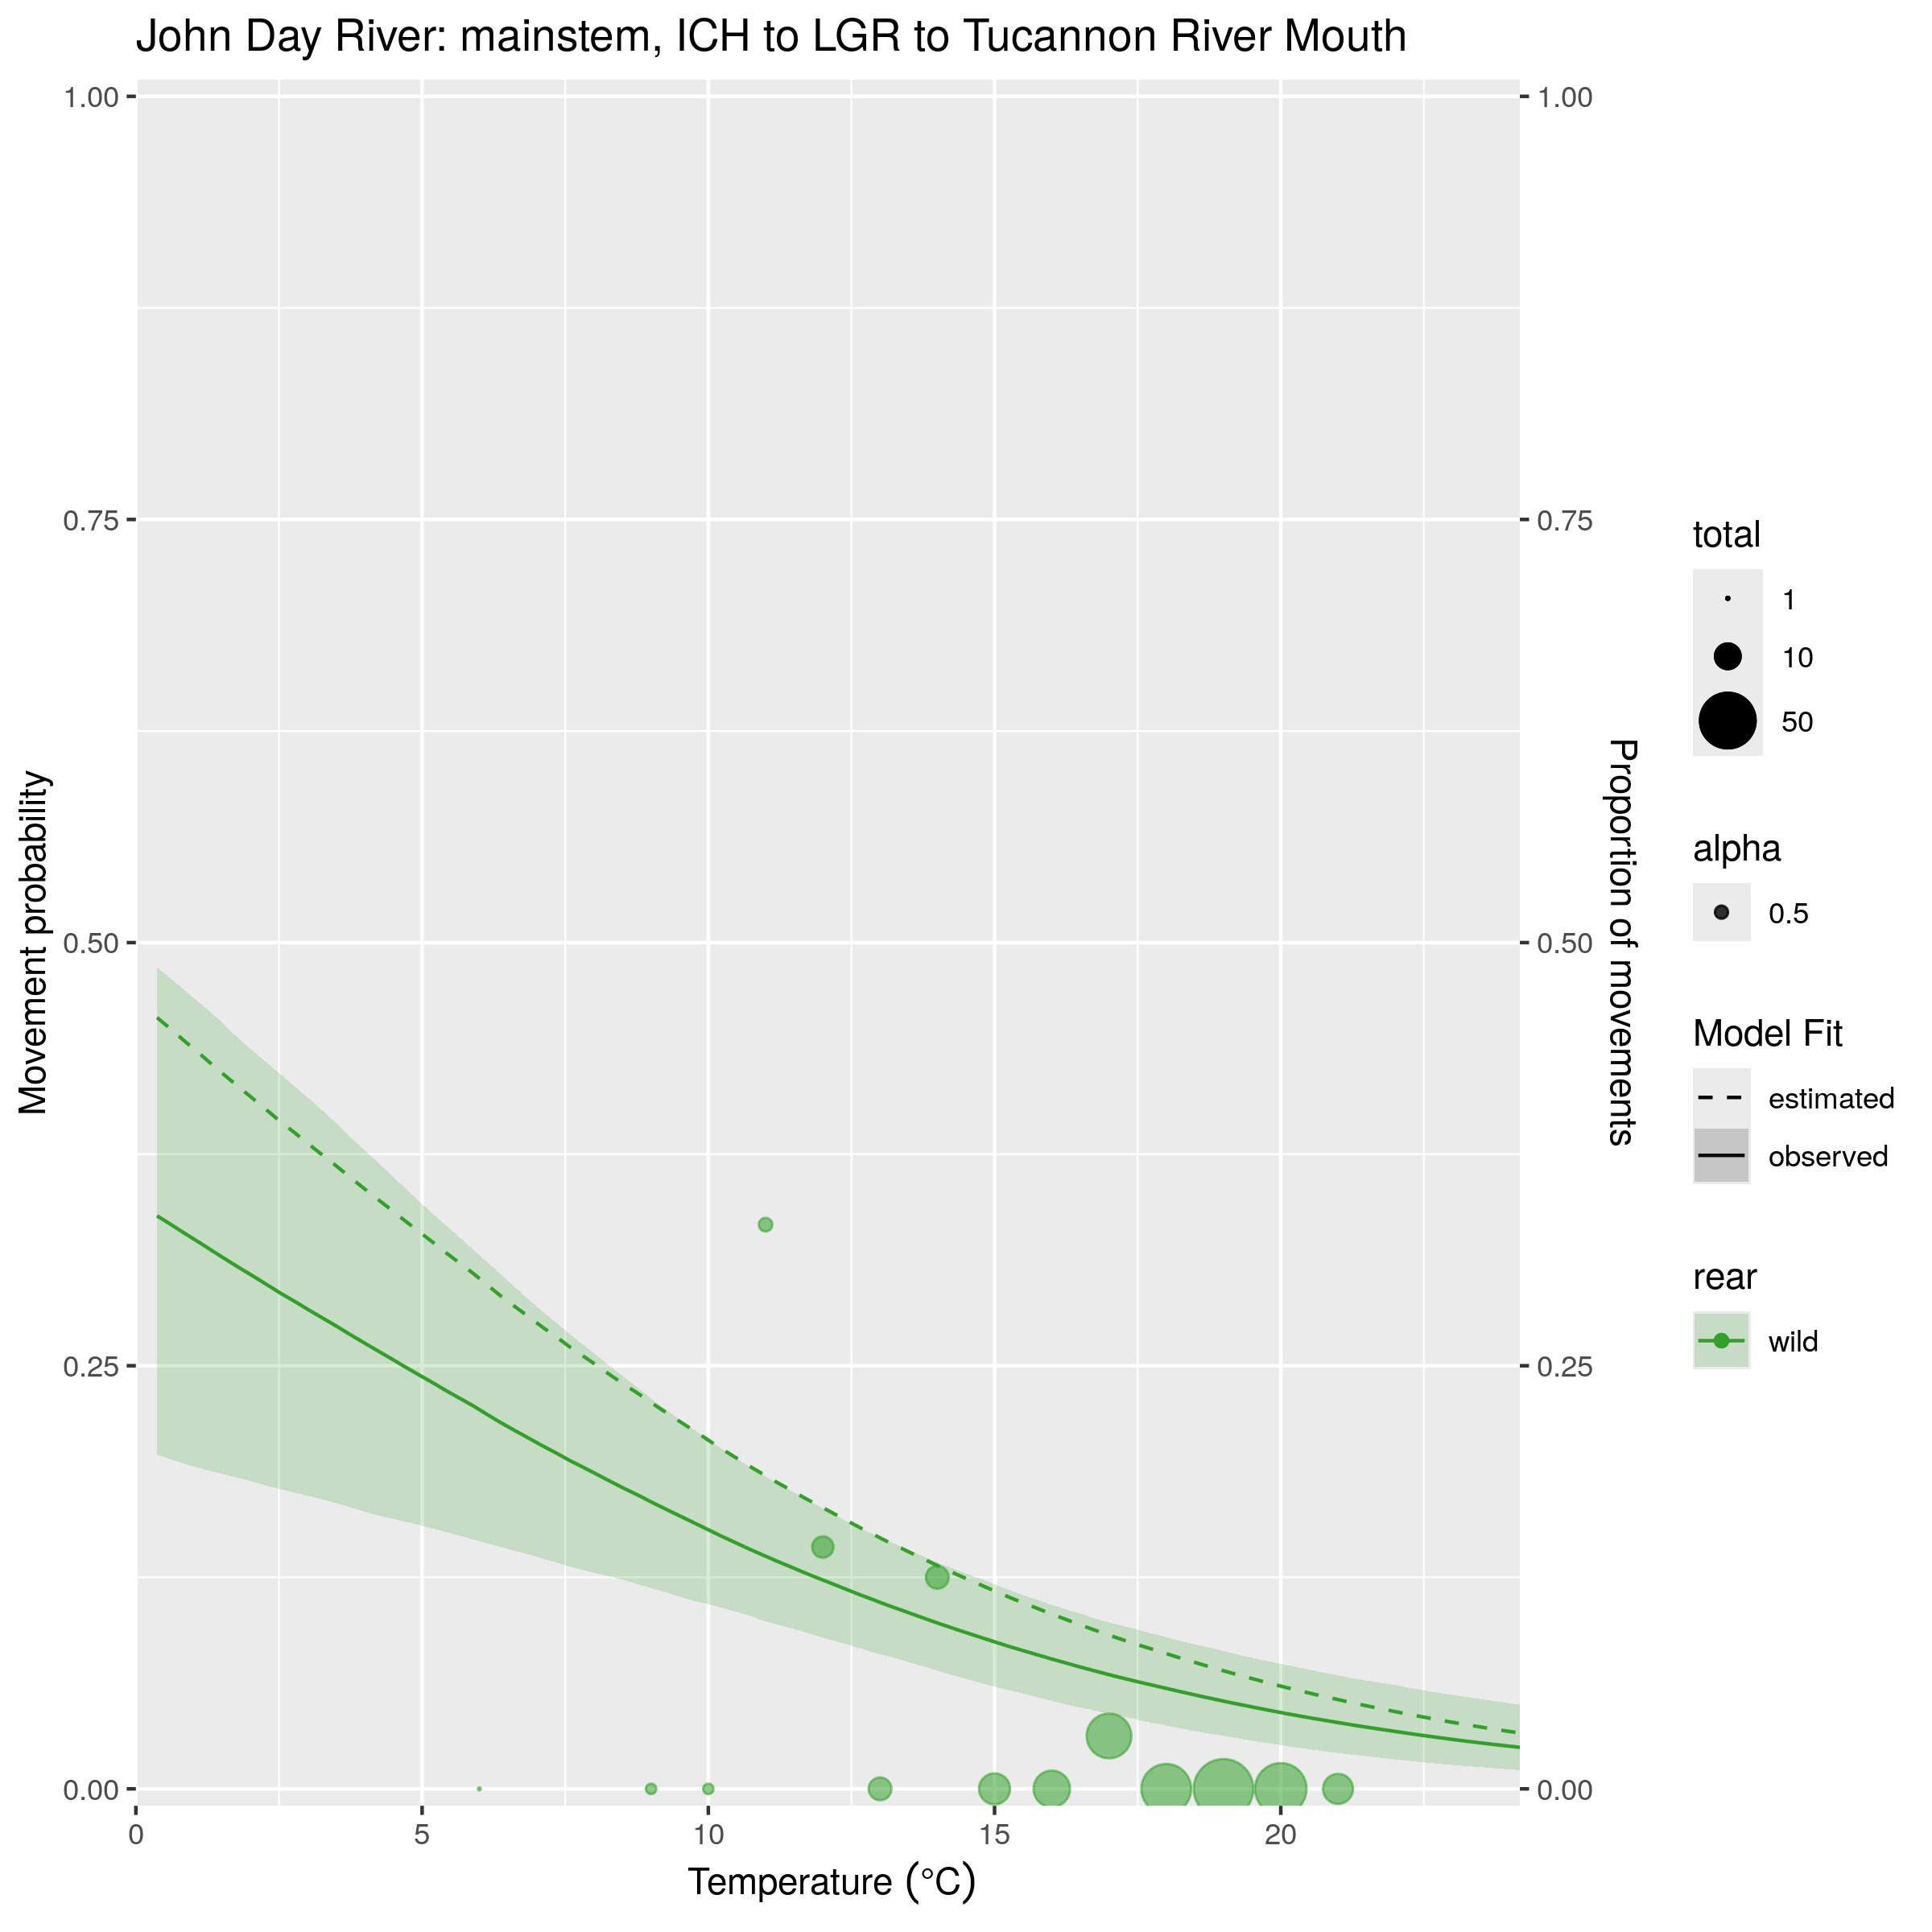 John Day River: mainstem, ICH to LGR to Tucannon River Mouth
1.00
0.75
0.50
0.25
0.00
Movement probability
0
5
10
15
20
Temperature (°C)
1.00
0.75
0.50
0.25
0.00
Proportion of movements
total
1
10
50
alpha
0.5
Model Fit
estimated
observed
rear
wild